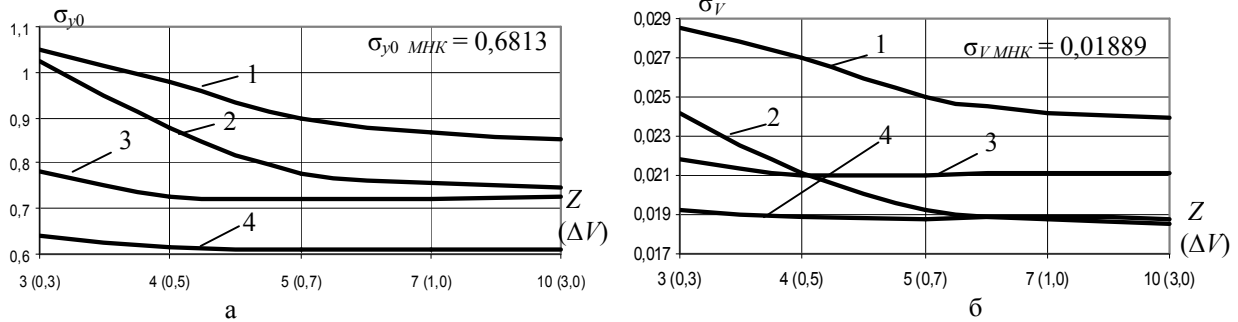 σy0
1,1
1
0,9
0,8
0,7
0,6
σy0 МНК = 0,6813
1
2
3
4
Z
(ΔV)
3 (0,3) 4 (0,5) 5 (0,7) 7 (1,0) 10 (3,0)
а
σV
0,029
0,027
0,025
0,023
0,021
0,019
0,017
σV МНК = 0,01889
1
2
4
3
Z
(ΔV)
3 (0,3) 4 (0,5) 5 (0,7) 7 (1,0) 10 (3,0)
б